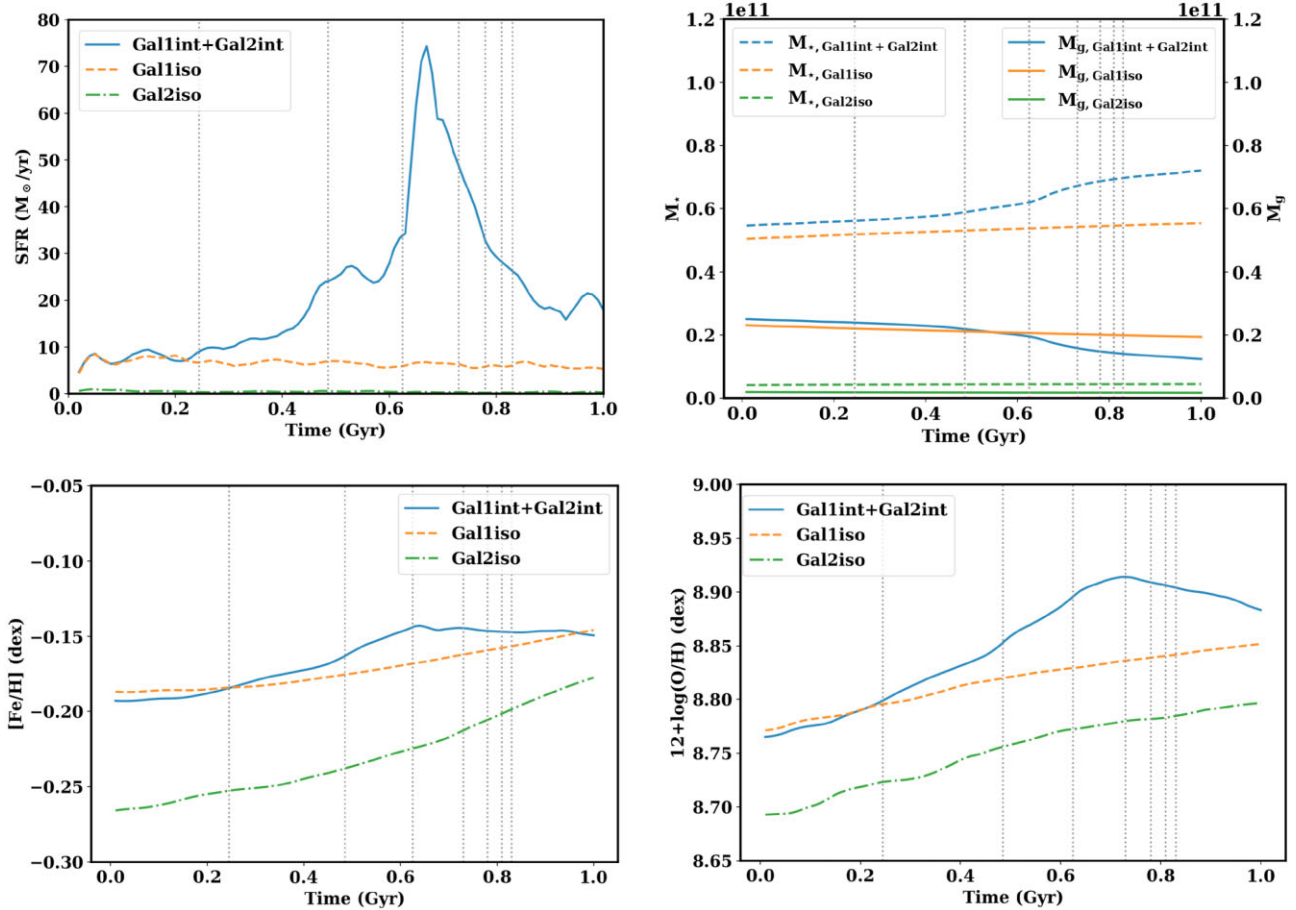 80
70
60
50
40
30
20
10
0
SFR (M⊙/yr)
Gal1int+Gal2int
Gal1iso
Gal2iso
0.0 0.2 0.4 0.6 0.8 1.0
Time (Gyr)
1e11
1e11
1.2
1.0
0.8
0.6
0.4
0.2
0.0
M⋆
M⋆, Gal1int + Gal2int
M⋆, Gal1iso
M⋆, Gal2iso
Mg, Gal1int + Gal2int
Mg, Gal1iso
Mg, Gal2iso
1.2
1.0
0.8
0.6
0.4
0.2
0.0
Mg
0.0 0.2 0.4 0.6 0.8 1.0
Time (Gyr)
−0.05
−0.10
−0.15
−0.20
−0.25
−0.30
[Fe/H] (dex)
Gal1int+Gal2int
Gal1iso
Gal2iso
0.0 0.2 0.4 0.6 0.8 1.0
Time (Gyr)
9.00
8.95
8.90
8.85
8.80
8.75
8.70
8.65
12+log(O/H) (dex)
Gal1int+Gal2int
Gal1iso
Gal2iso
0.0 0.2 0.4 0.6 0.8 1.0
Time (Gyr)